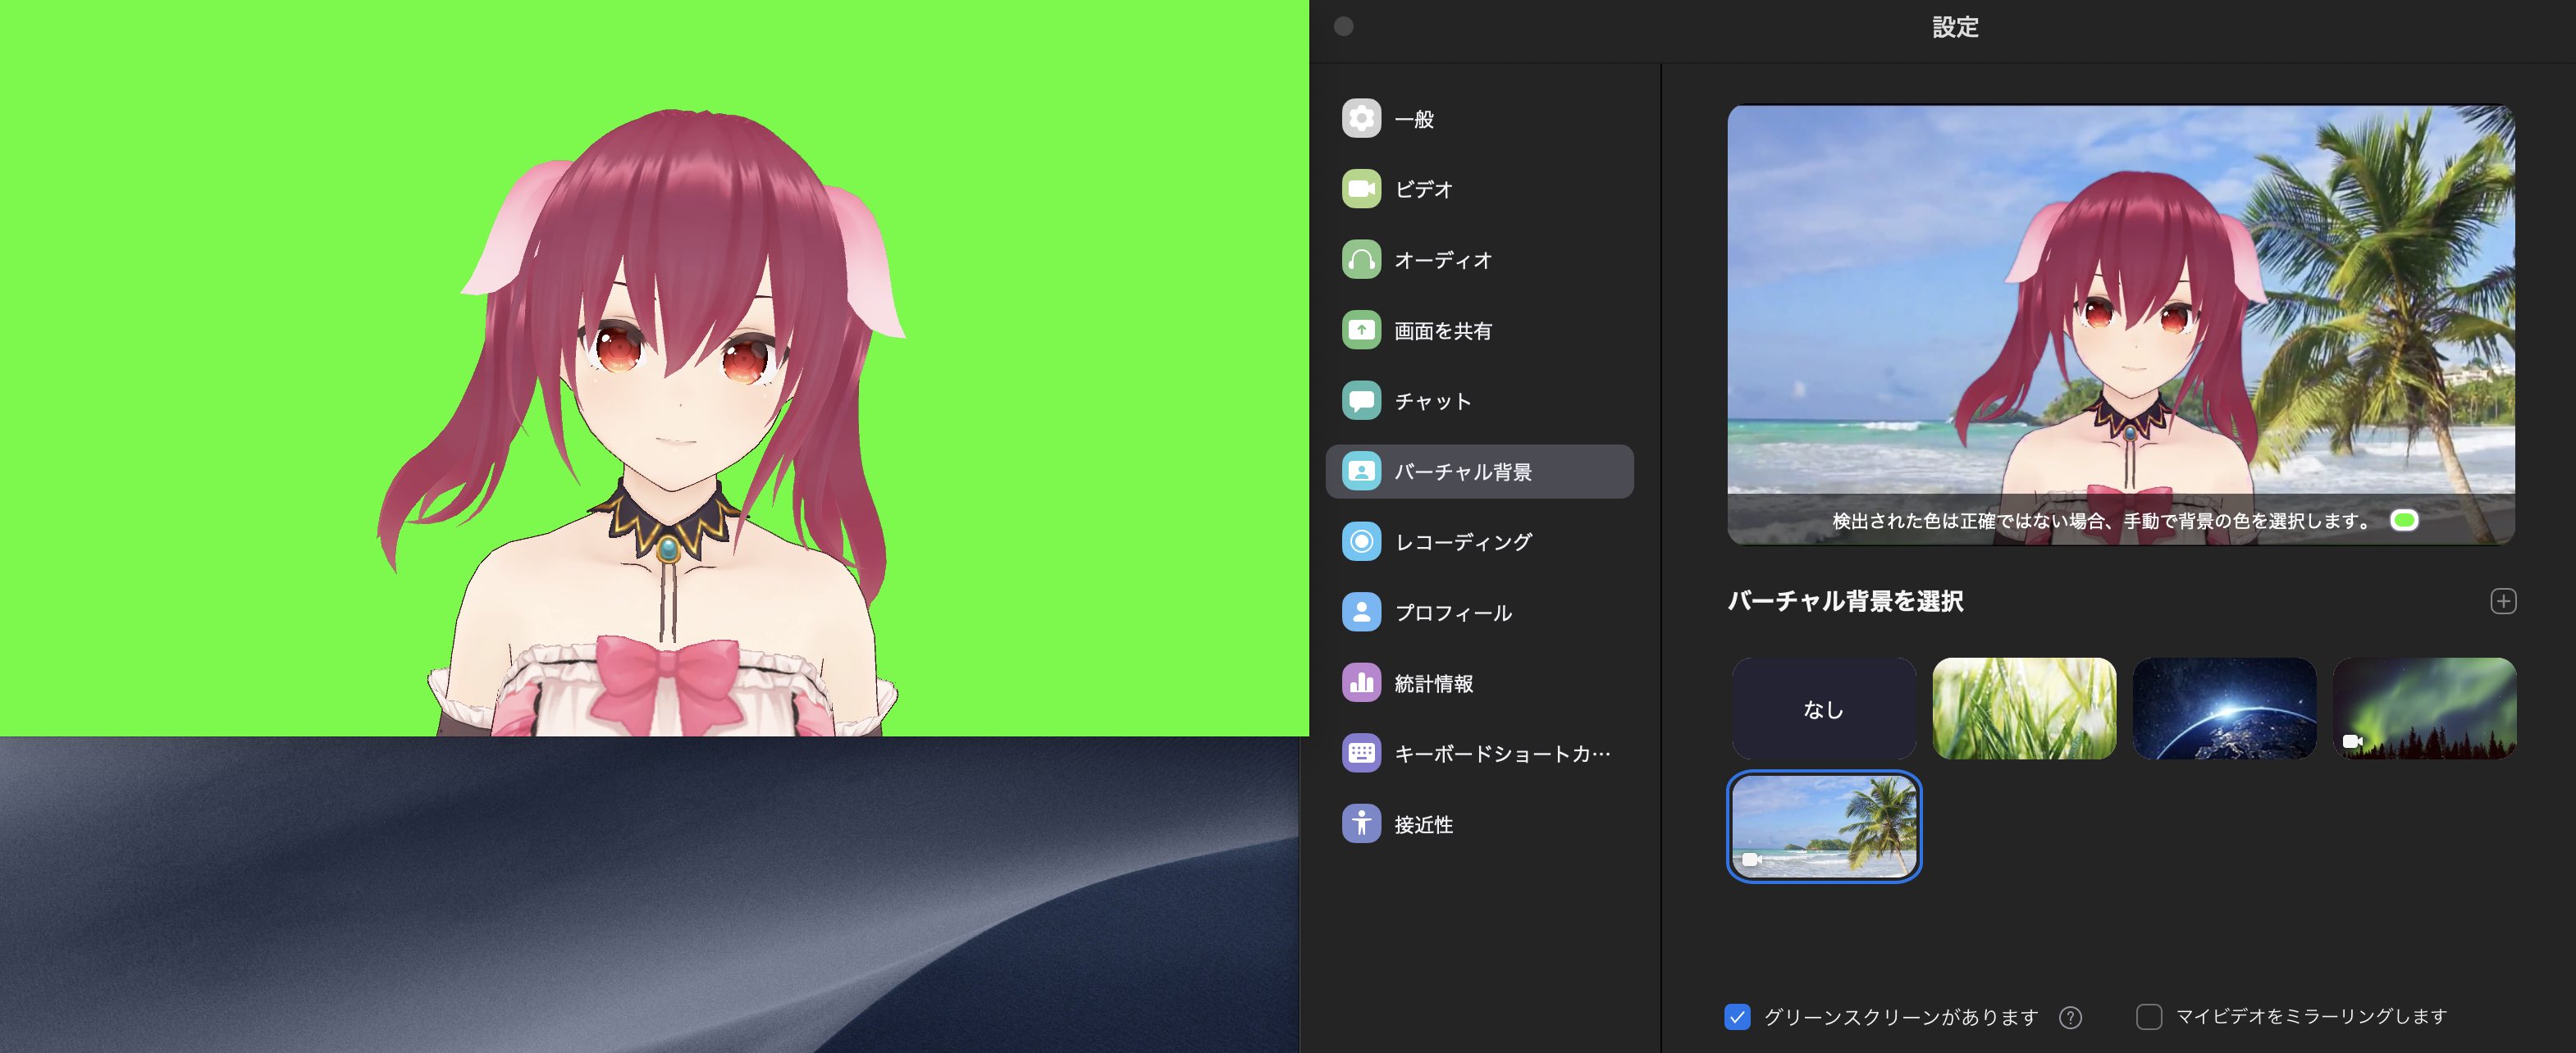 設定
一般
ビデオ
オーディオ
画面を共有
チャット
バーチャル背景
レコーディング
プロフィール
統計情報
キーボードショートカ…
接近性
検出された色は正確ではない場合、手動で背景の色を選択します。
バーチャル背景を選択
なし
グリーンスクリーンがあります ?
マイビデオをミラーリングします